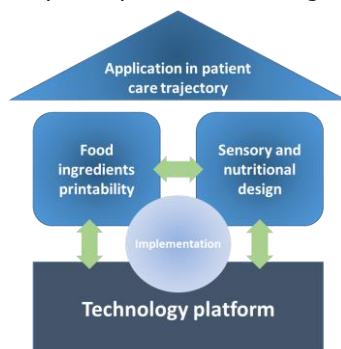 Application in patient
care trajectory
Food
ingredients
printability
Sensory and
nutritional
design
Implementation
Technology platform